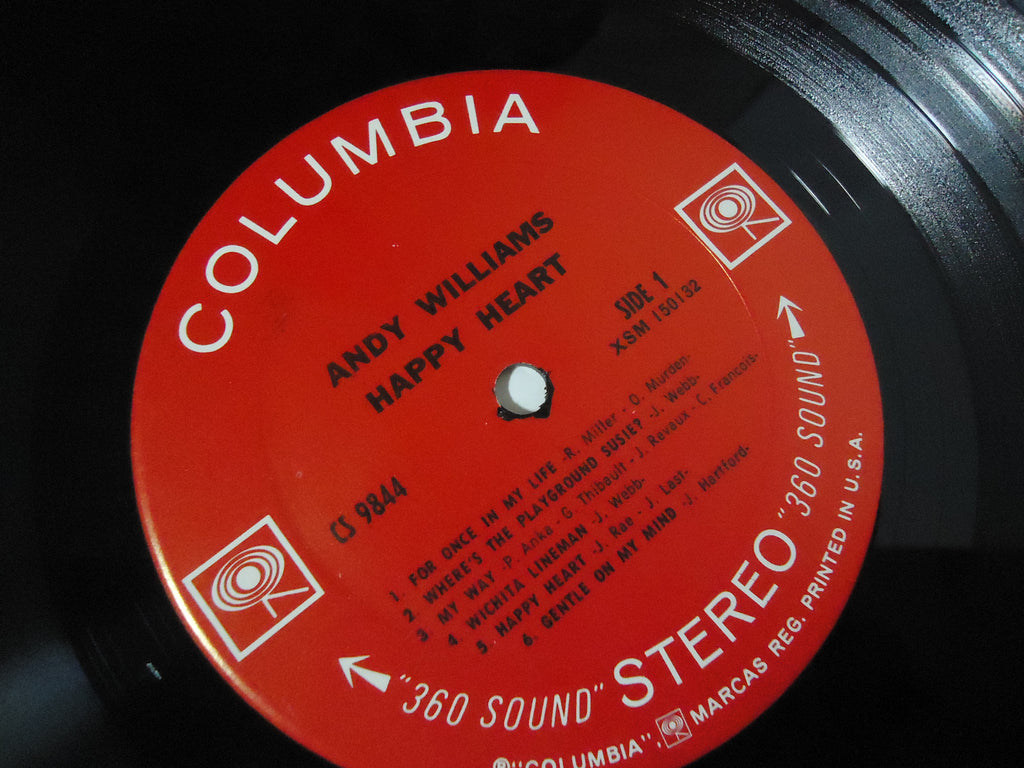 COLUMBIA
ANDY WILLIAMS
HAPPY HEART
SIDE 1
XSM 150132
CS 9844
1. FOR ONCE IN MY LIFE -R. Miller - O. Murden-
2. WHERE'S THE PLAYGROUND SUSIE? -J. Webb-
3. MY WAY -P. Anka - G. Thibault - J. Revaux - C. Francois-
4. WICHITA LINEMAN -J. Webb-
5. HAPPY HEART -J. Rae - J. Last-
6. GENTLE ON MY MIND -J. Hartford-
"360 SOUND" STEREO "360 SOUND"
®"COLUMBIA", MARCAS REG. PRINTED IN U.S.A.